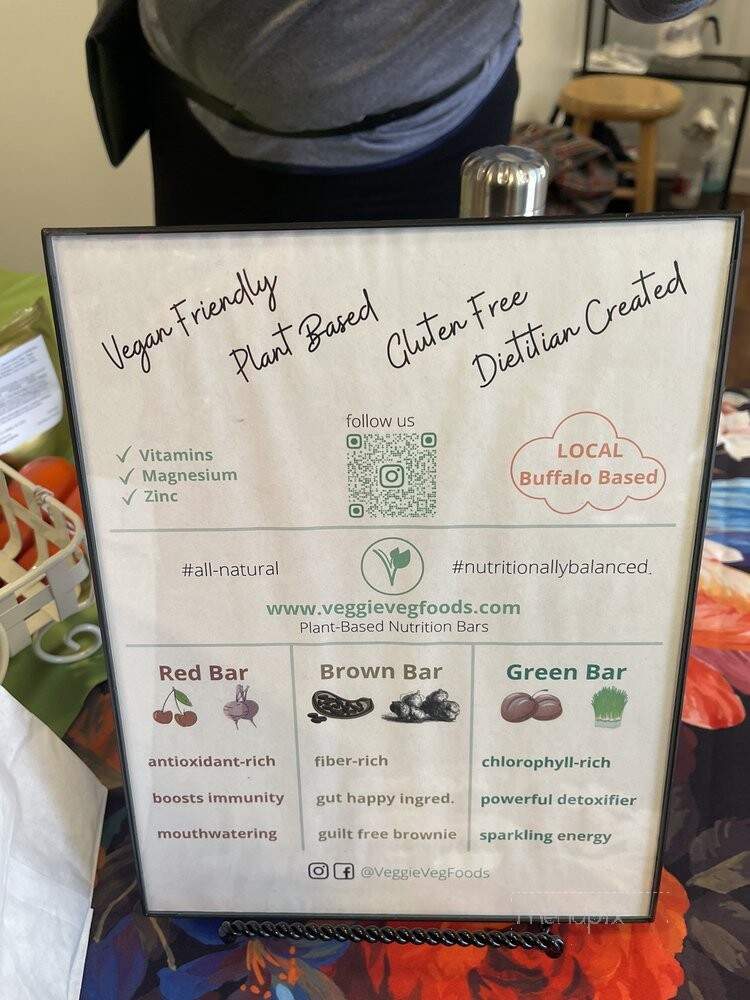 Vegan Friendly
Plant Based
Gluten Free
Dietitian Created
follow us
✓ Vitamins
✓ Magnesium
✓ Zinc
LOCAL
Buffalo Based
#all-natural
#nutritionallybalanced.
www.veggievegfoods.com
Plant-Based Nutrition Bars
Red Bar
antioxidant-rich
boosts immunity
mouthwatering
Brown Bar
fiber-rich
gut happy ingred.
guilt free brownie
Green Bar
chlorophyll-rich
powerful detoxifier
sparkling energy
@VeggieVegFoods
menupix